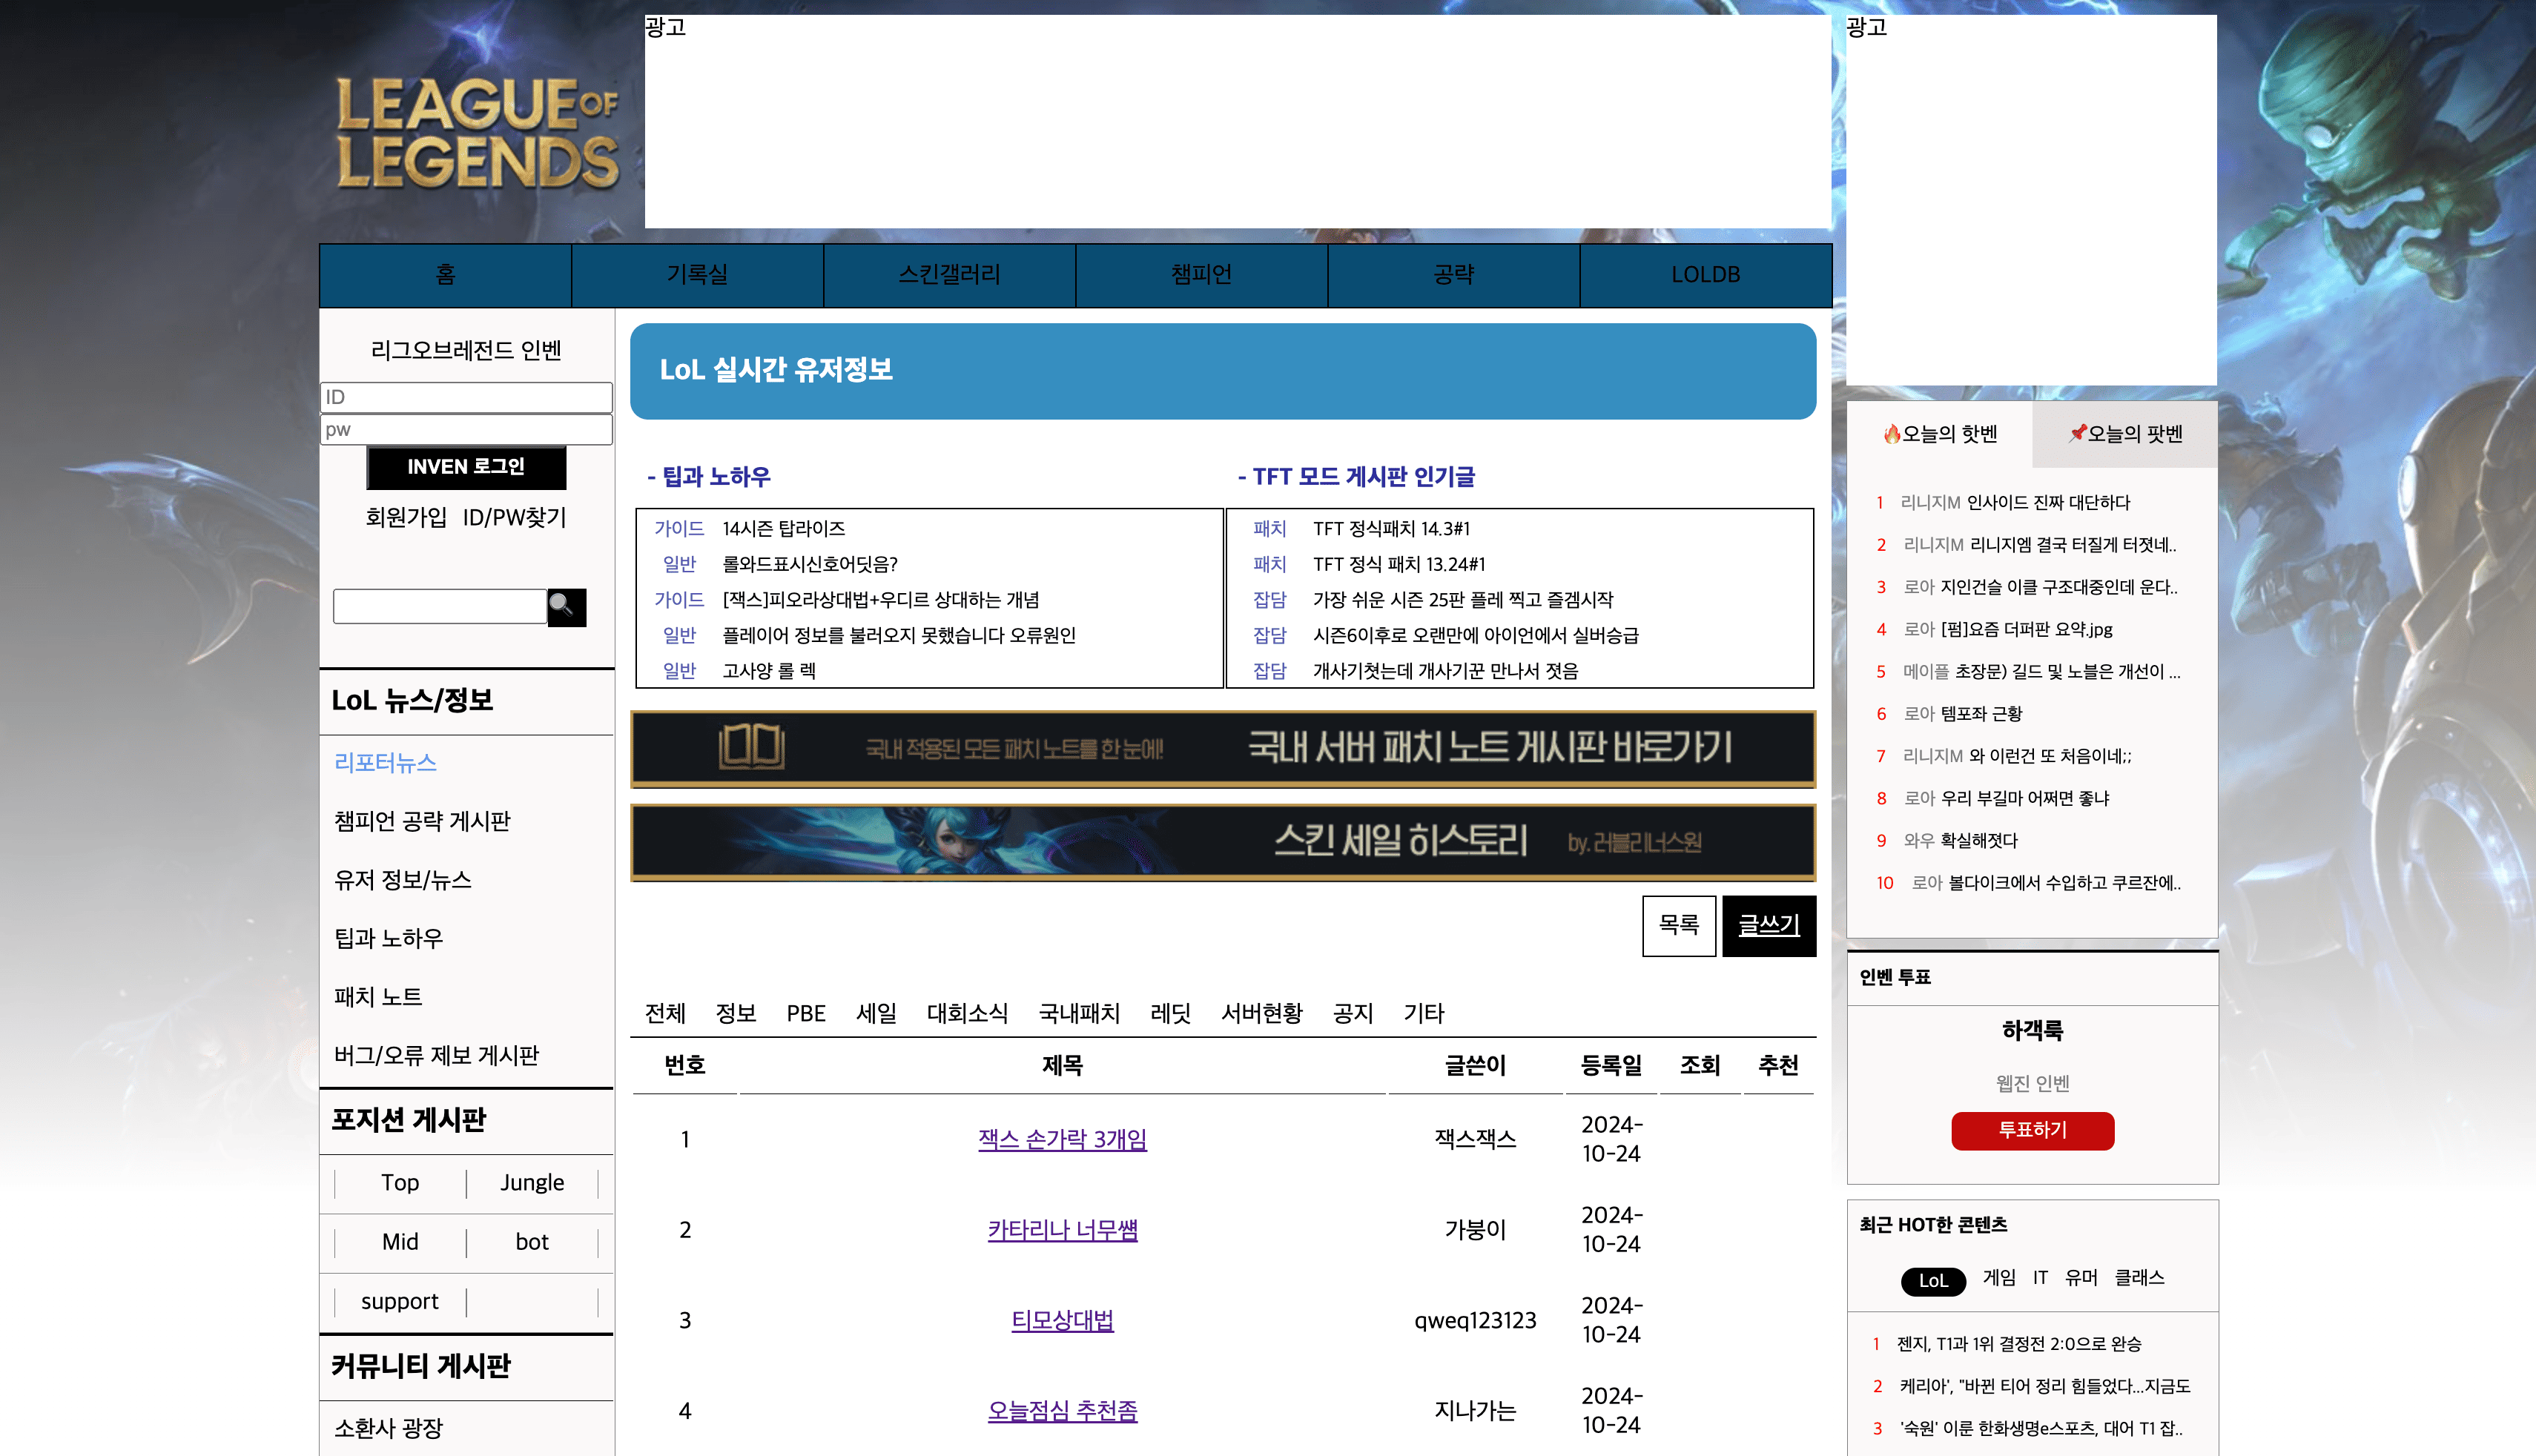 LEAGUE OF
LEGENDS
광고
광고
홈
기록실
스킨갤러리
챔피언
공략
LOLDB
리그오브레전드 인벤
ID
pw
INVEN 로그인
회원가입 ID/PW찾기
LoL 뉴스/정보
리포터뉴스
챔피언 공략 게시판
유저 정보/뉴스
팁과 노하우
패치 노트
버그/오류 제보 게시판
포지션 게시판
Top
Jungle
Mid
bot
support
커뮤니티 게시판
소환사 광장
LoL 실시간 유저정보
- 팁과 노하우
가이드 14시즌 탑라이즈
일반 롤와드표시신호어딧음?
가이드 [잭스]피오라상대법+우디르 상대하는 개념
일반 플레이어 정보를 불러오지 못했습니다 오류원인
일반 고사양 롤 렉
- TFT 모드 게시판 인기글
패치 TFT 정식패치 14.3#1
패치 TFT 정식 패치 13.24#1
잡담 가장 쉬운 시즌 25판 플레 찍고 즐겜시작
잡담 시즌6이후로 오랜만에 아이언에서 실버승급
잡담 개사기쳣는데 개사기꾼 만나서 졋음
국내 적용된 모든 패치 노트를 한 눈에! 국내 서버 패치 노트 게시판 바로가기
스킨 세일 히스토리 by. 러블리너스원
목록
글쓰기
전체 정보 PBE 세일 대회소식 국내패치 레딧 서버현황 공지 기타
번호 제목 글쓴이 등록일 조회 추천
1 잭스 손가락 3개임 잭스잭스 2024-
10-24
2 카타리나 너무쎔 가붕이 2024-
10-24
3 티모상대법 qweq123123 2024-
10-24
4 오늘점심 추천좀 지나가는 2024-
10-24
🔥오늘의 핫벤
📌오늘의 팟벤
1 리니지M 인사이드 진짜 대단하다
2 리니지M 리니지엠 결국 터질게 터졋네..
3 로아 지인건슬 이클 구조대중인데 운다..
4 로아 [펌]요즘 더퍼판 요약.jpg
5 메이플 초장문) 길드 및 노블은 개선이 ...
6 로아 템포좌 근황
7 리니지M 와 이런건 또 처음이네;;
8 로아 우리 부길마 어쩌면 좋냐
9 와우 확실해졋다
10 로아 볼다이크에서 수입하고 쿠르잔에..
인벤 투표
하객룩
웹진 인벤
투표하기
최근 HOT한 콘텐츠
LoL 게임 IT 유머 클래스
1 젠지, T1과 1위 결정전 2:0으로 완승
2 케리아', "바뀐 티어 정리 힘들었다...지금도
3 '숙원' 이룬 한화생명e스포츠, 대어 T1 잡..